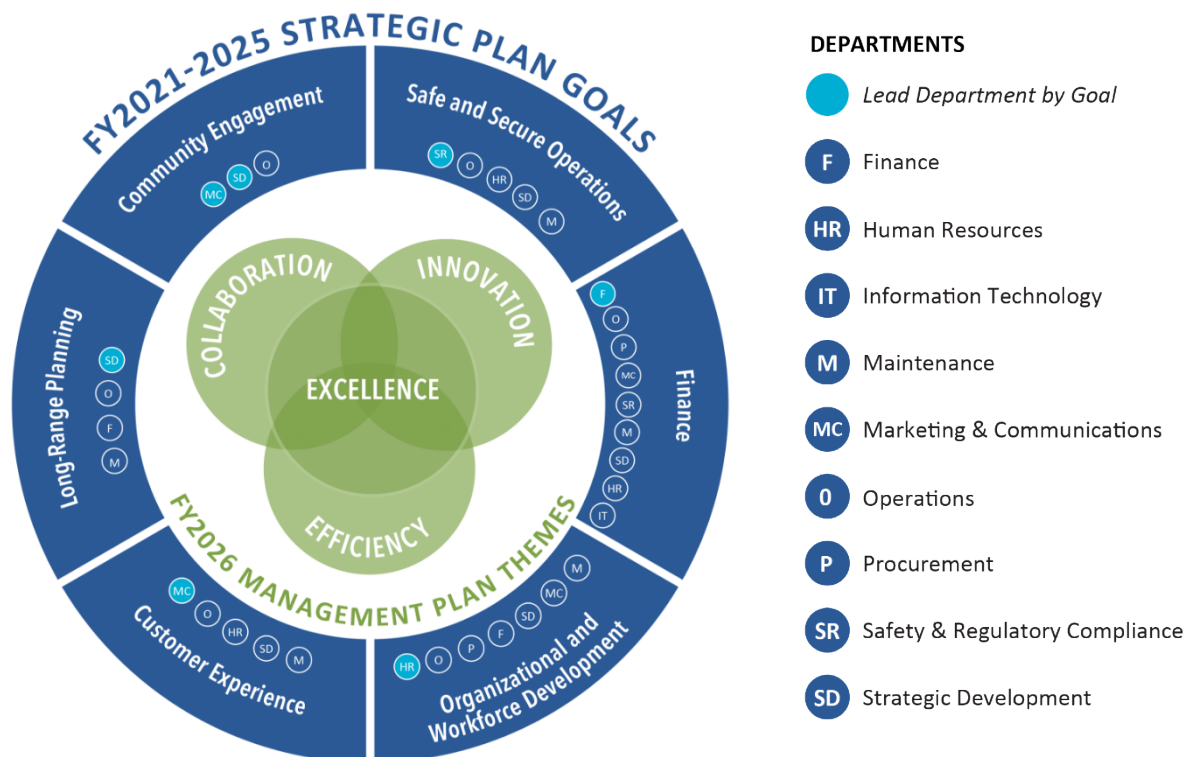 FY2021-2025 STRATEGIC PLAN GOALS
Community Engagement
MC
SD
O
Safe and Secure Operations
SR
O
HR
SD
M
Finance
F
O
P
MC
SR
M
SD
HR
IT
Organizational and
Workforce Development
HR
O
P
F
SD
MC
M
Customer Experience
MC
O
HR
SD
M
Long-Range Planning
SD
O
F
M
COLLABORATION
INNOVATION
EXCELLENCE
EFFICIENCY
FY2026 MANAGEMENT PLAN THEMES
DEPARTMENTS
Lead Department by Goal
F Finance
HR Human Resources
IT Information Technology
M Maintenance
MC Marketing & Communications
0 Operations
P Procurement
SR Safety & Regulatory Compliance
SD Strategic Development